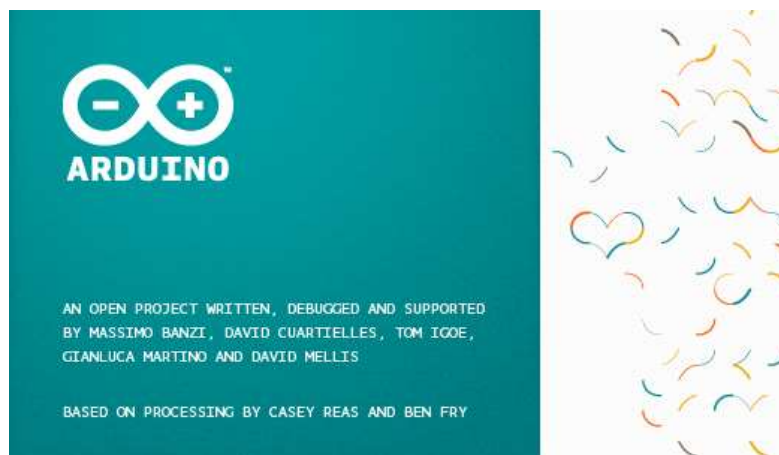 ARDUINO
AN OPEN PROJECT WRITTEN, DEBUGGED AND SUPPORTED
BY MASSIMO BANZI, DAVID CUARTIELLES, TOM IGOE,
GIANLUCA MARTINO AND DAVID MELLIS
BASED ON PROCESSING BY CASEY REAS AND BEN FRY